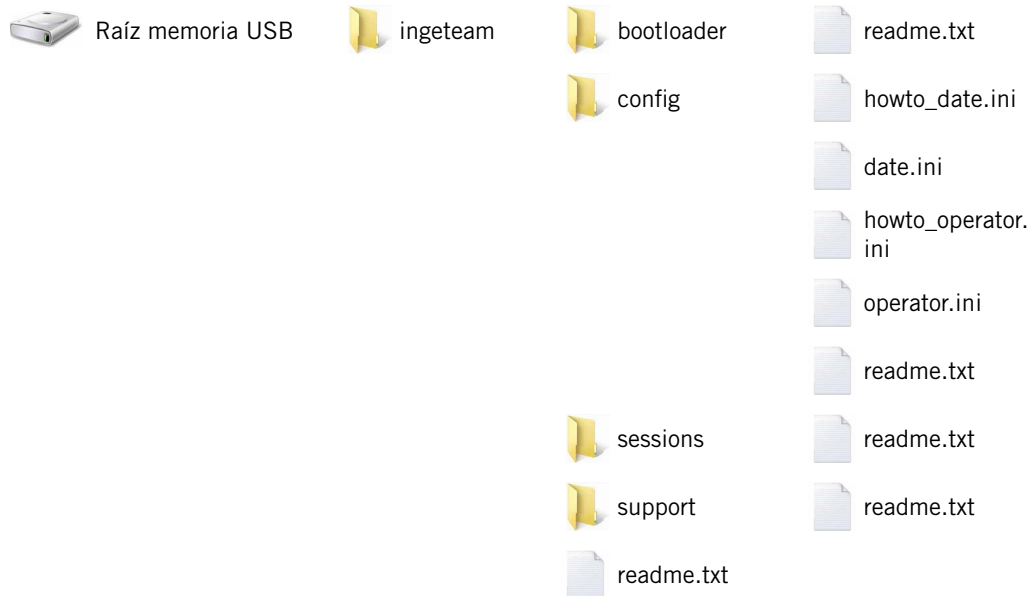 Raíz memoria USB
ingeteam
bootloader
readme.txt
config
howto_date.ini
date.ini
howto_operator.
ini
operator.ini
readme.txt
sessions
readme.txt
support
readme.txt
readme.txt